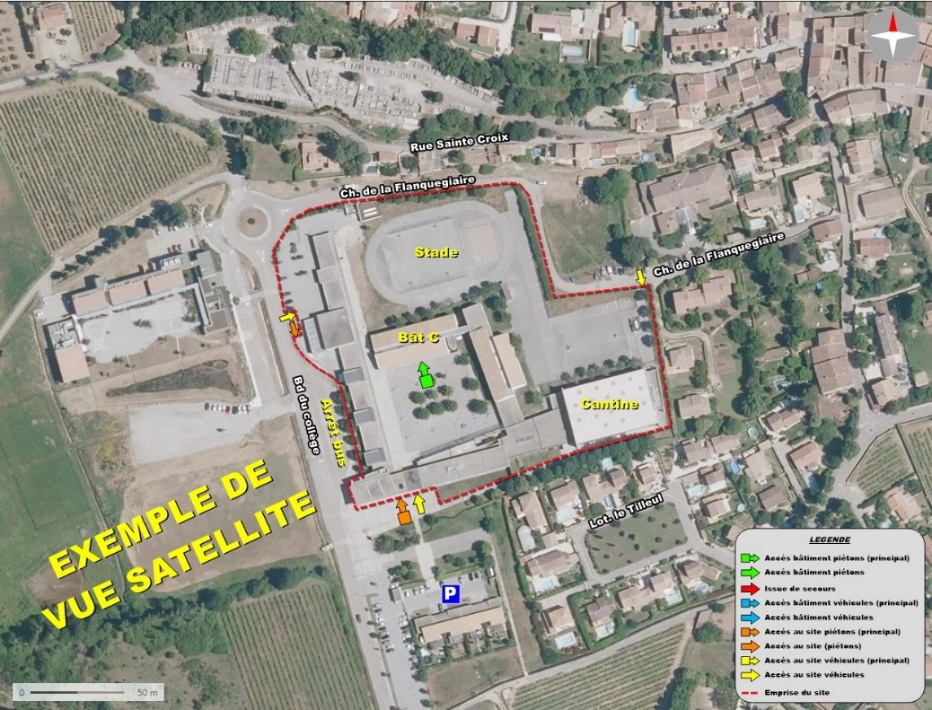 Rue Sainte Croix
Ch. de la Flanquegiaire
Stade
Ch. de la Flanquegiaire
Bât C
Cantine
Bd du collège
Arrêt bus
EXEMPLE DE
VUE SATELLITE
Lot. le Tilleul
P
LEGENDE
Accès bâtiment piétons (principal)
Accès bâtiment piétons
Issue de secours
Accès bâtiment véhicules (principal)
Accès bâtiment véhicules
Accès au site piétons (principal)
Accès au site (piétons)
Accès au site véhicules (principal)
Accès au site véhicules
Emprise du site
0 50 m